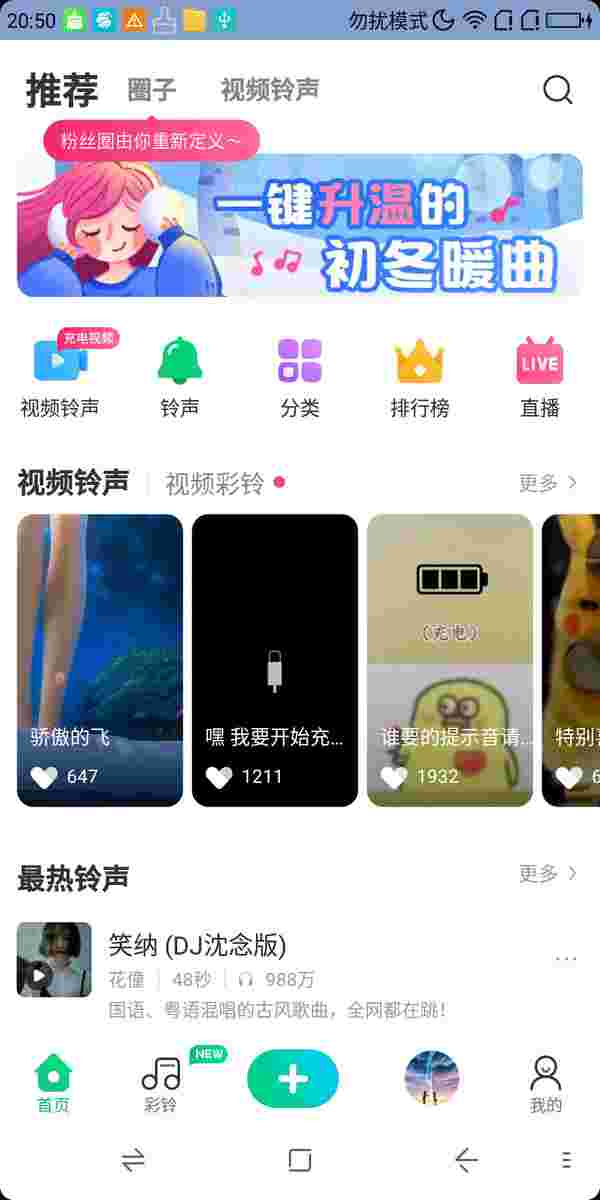 20:50
勿扰模式
推荐 圈子 视频铃声
粉丝圈由你重新定义～
一键升温的
初冬暖曲
充电视频
LIVE
视频铃声 铃声 分类 排行榜 直播
视频铃声 视频彩铃 更多
（充电）
骄傲的飞 嘿 我要开始充... 谁要的提示音请... 特别
647 1211 1932 6
最热铃声 更多
笑纳 (DJ沈念版)
花僮 48秒 988万
国语、粤语混唱的古风歌曲，全网都在跳！
NEW
首页 彩铃 我的